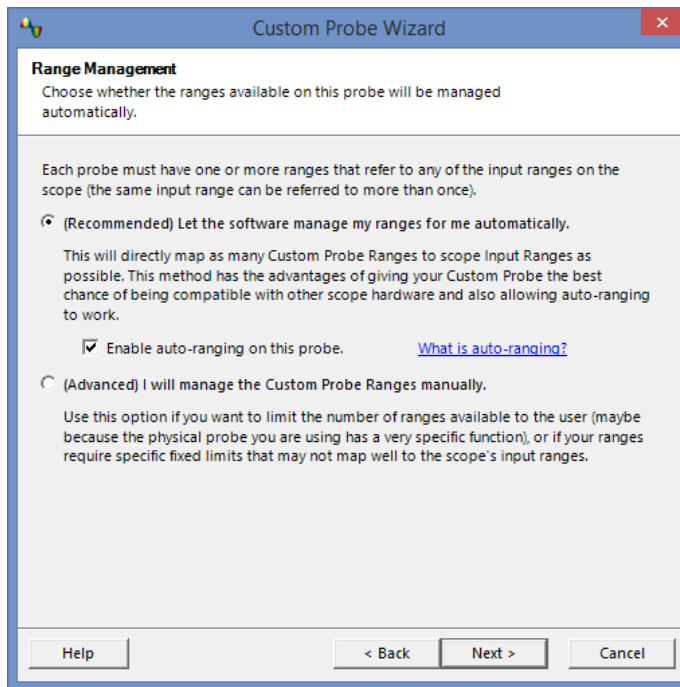 Custom Probe Wizard
Range Management
Choose whether the ranges available on this probe will be managed
automatically.
Each probe must have one or more ranges that refer to any of the input ranges on the
scope (the same input range can be referred to more than once).
(Recommended) Let the software manage my ranges for me automatically.
This will directly map as many Custom Probe Ranges to scope Input Ranges as
possible. This method has the advantages of giving your Custom Probe the best
chance of being compatible with other scope hardware and also allowing auto-ranging
to work.
Enable auto-ranging on this probe. What is auto-ranging?
(Advanced) I will manage the Custom Probe Ranges manually.
Use this option if you want to limit the number of ranges available to the user (maybe
because the physical probe you are using has a very specific function), or if your ranges
require specific fixed limits that may not map well to the scope's input ranges.
Help < Back Next > Cancel